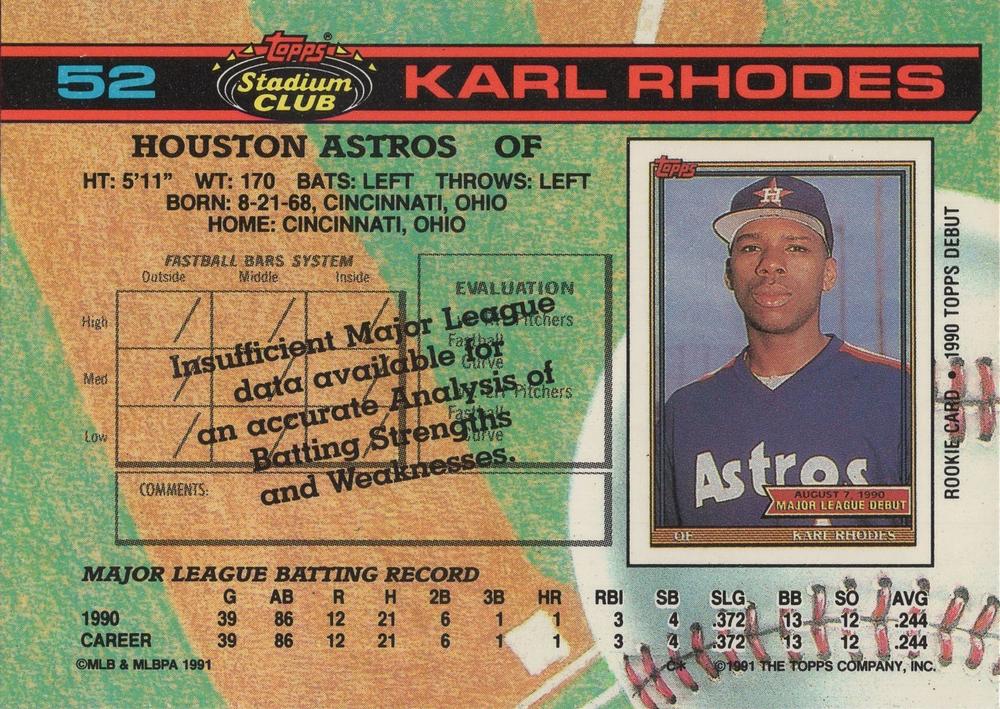 52
Topps®
Stadium
CLUB
KARL RHODES
HOUSTON ASTROS OF
HT: 5'11" WT: 170 BATS: LEFT THROWS: LEFT
BORN: 8-21-68, CINCINNATI, OHIO
HOME: CINCINNATI, OHIO
FASTBALL BARS SYSTEM
Outside Middle Inside
High
Med
Low
EVALUATION
Pitchers
Fastball
Curve
Pitchers
Fastball
Curve
Insufficient Major League
data available for
an accurate Analysis of
Batting Strengths
and Weaknesses.
COMMENTS:
Topps
H
Astros
AUGUST 7, 1990
MAJOR LEAGUE DEBUT
OF KARL RHODES
ROOKIE CARD • 1990 TOPPS DEBUT
MAJOR LEAGUE BATTING RECORD
G AB R H 2B 3B HR RBI SB SLG BB SO AVG
1990 39 86 12 21 6 1 1 3 4 .372 13 12 .244
CAREER 39 86 12 21 6 1 1 3 4 .372 13 12 .244
©MLB & MLBPA 1991 C* ©1991 THE TOPPS COMPANY, INC.